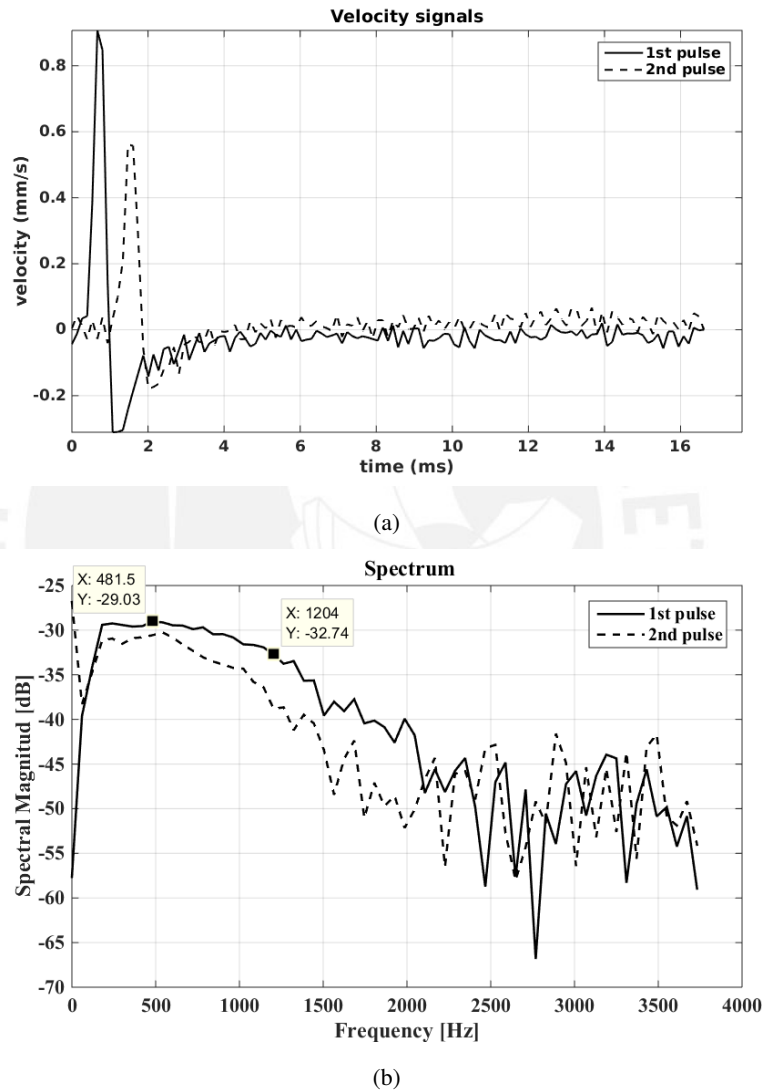 Velocity signals
1st pulse
2nd pulse
0.8
0.6
0.4
0.2
0
-0.2
velocity (mm/s)
0 2 4 6 8 10 12 14 16
time (ms)
(a)
Spectrum
X: 481.5
Y: -29.03
X: 1204
Y: -32.74
1st pulse
2nd pulse
-25
-30
-35
-40
-45
-50
-55
-60
-65
-70
Spectral Magnitud [dB]
0 500 1000 1500 2000 2500 3000 3500 4000
Frequency [Hz]
(b)